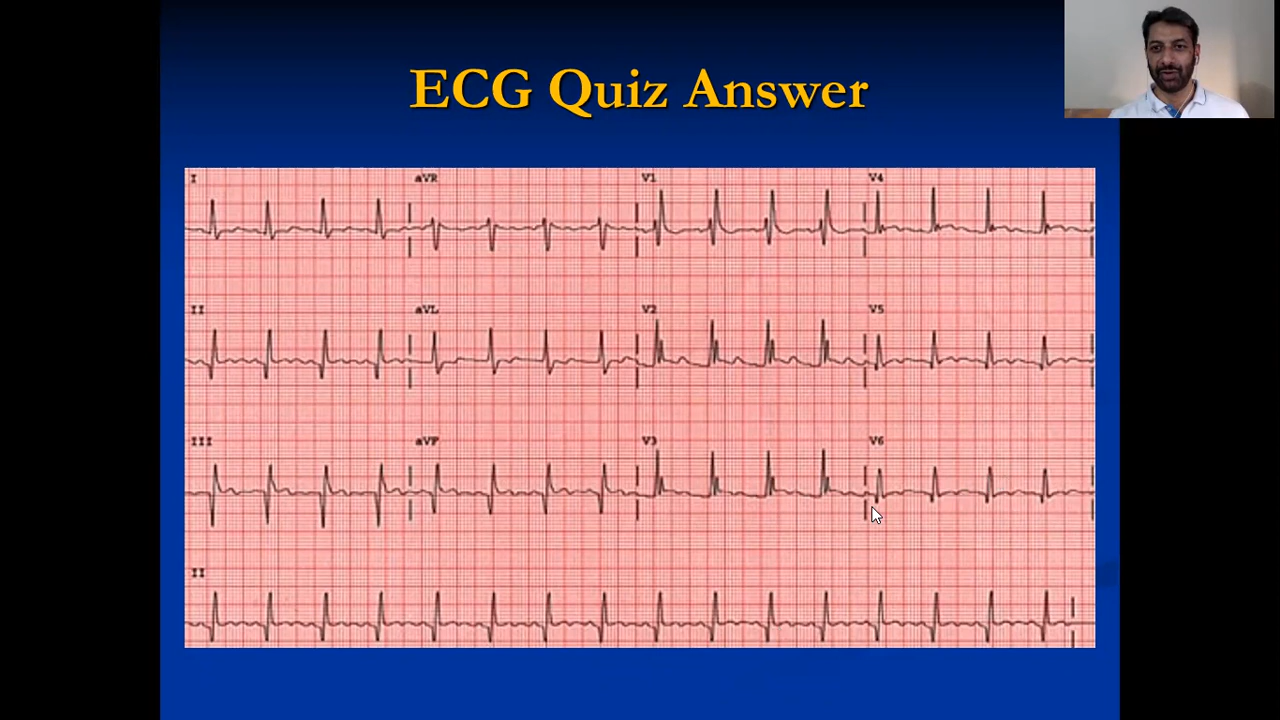 ECG Quiz Answer
I aVR V1 V4
II aVL V2 V5
III aVF V3 V6
II